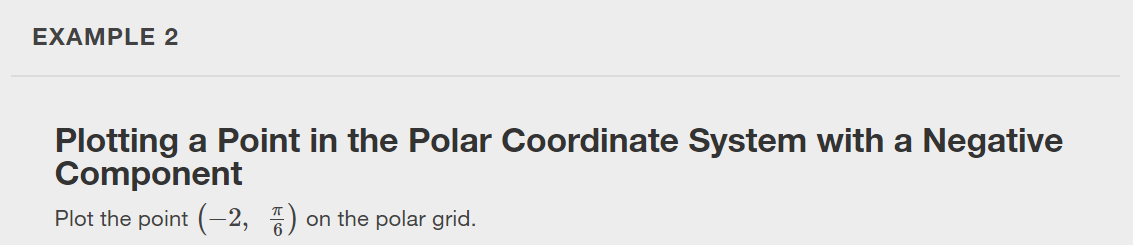 EXAMPLE 2
Plotting a Point in the Polar Coordinate System with a Negative
Component
Plot the point (−2, π/6) on the polar grid.